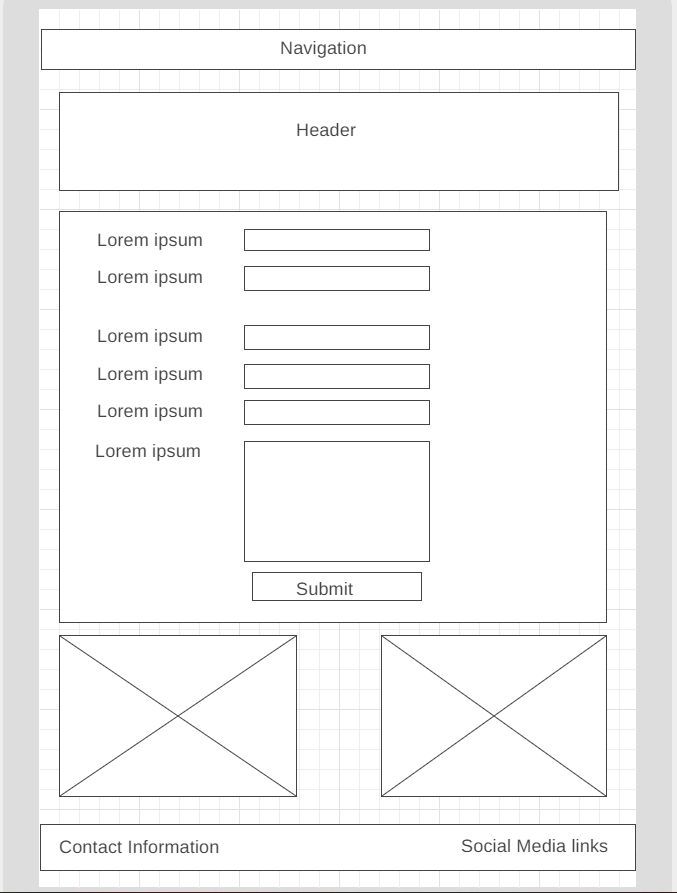 Navigation
Header
Lorem ipsum
Lorem ipsum
Lorem ipsum
Lorem ipsum
Lorem ipsum
Lorem ipsum
Submit
Contact Information
Social Media links